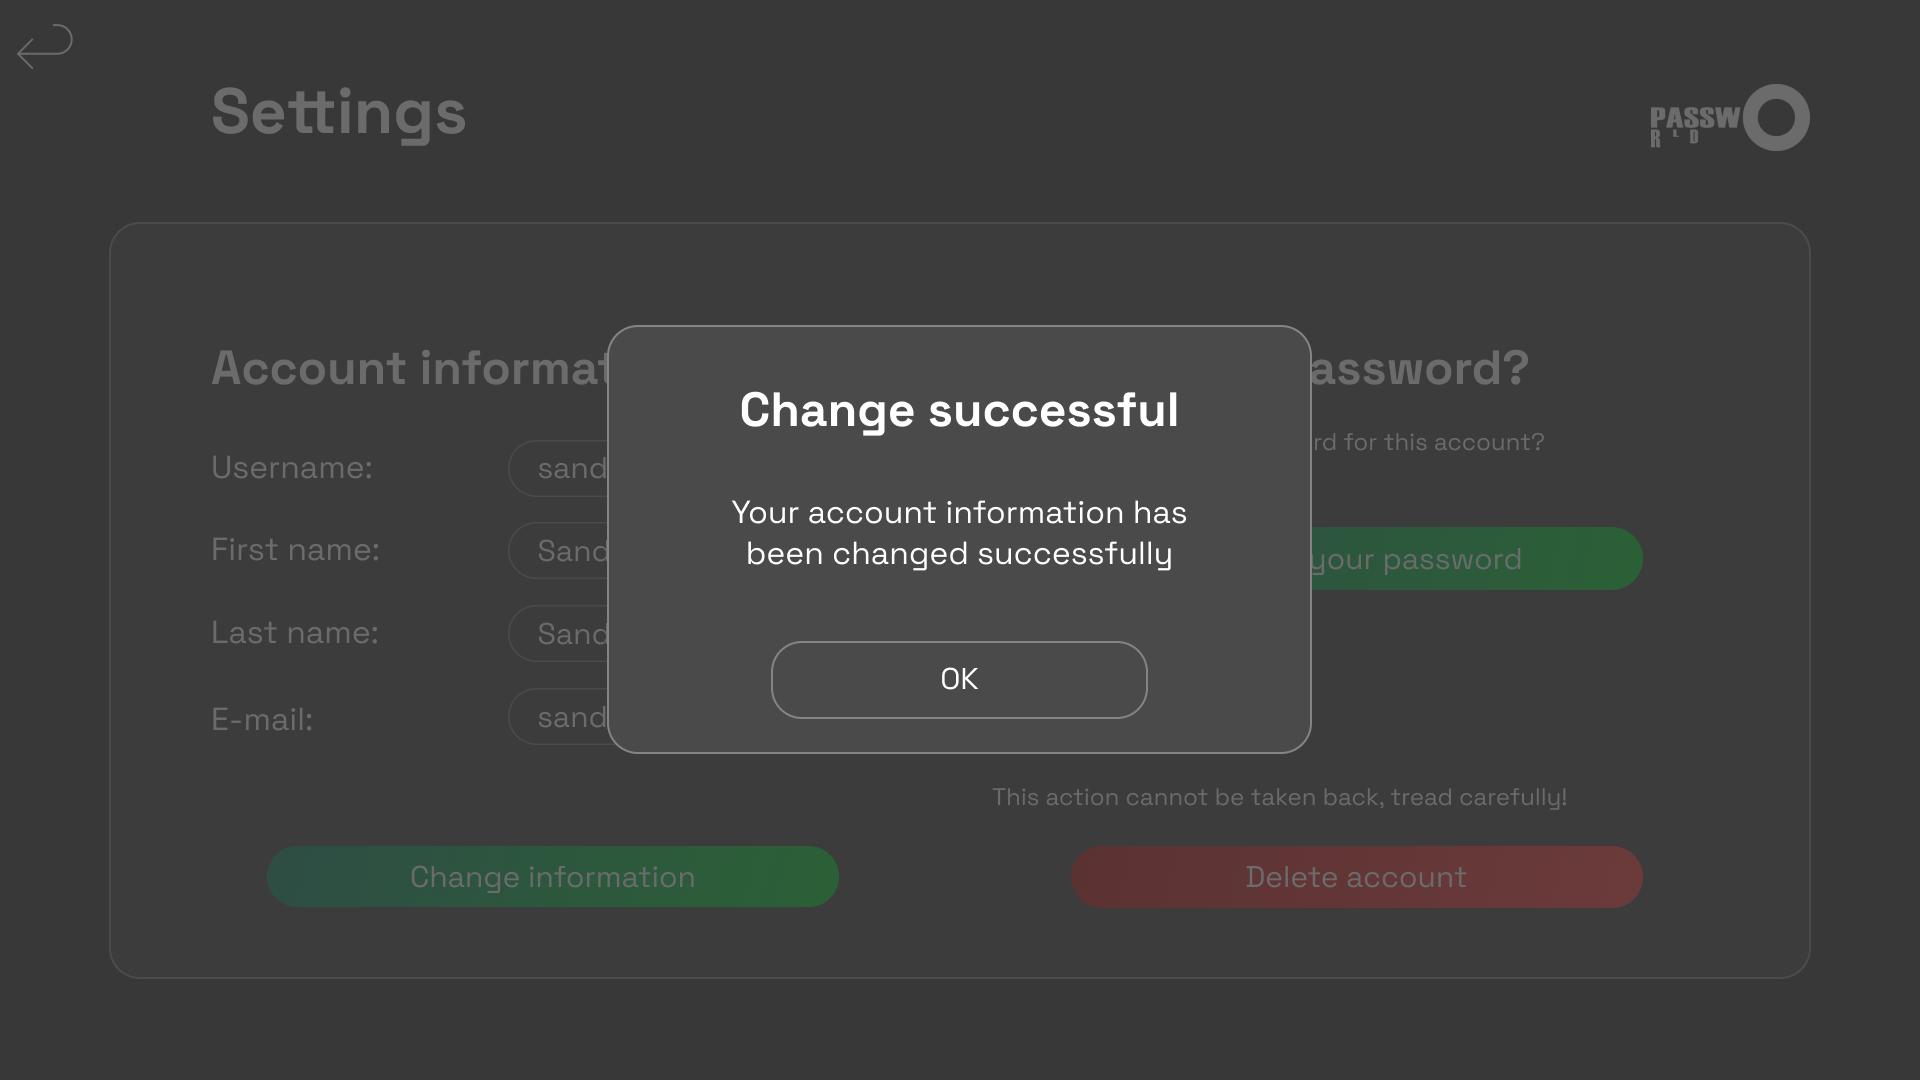 Settings
PASSW
R L D
Account informat
Username:
sand
First name:
Sand
Last name:
Sand
E-mail:
sand
Change information
Change successful
Your account information has
been changed successfully
OK
assword?
rd for this account?
your password
This action cannot be taken back, tread carefully!
Delete account